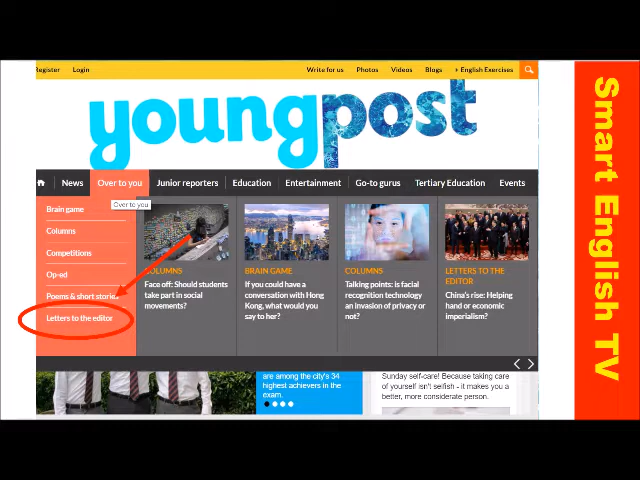 Register Login Write for us Photos Videos Blogs + English Exercises
youngpost
News Over to you Junior reporters Education Entertainment Go-to gurus Tertiary Education Events
Over to you
Brain game
Columns
Competitions
Op-ed
Poems & short stories
Letters to the editor
COLUMNS
Face off: Should students
take part in social
movements?
BRAIN GAME
If you could have a
conversation with Hong
Kong, what would you
say to her?
COLUMNS
Talking points: is facial
recognition technology
an invasion of privacy or
not?
LETTERS TO THE
EDITOR
China's rise: Helping
hand or economic
imperialism?
are among the city's 34
highest achievers in the
exam.
Sunday self-care! Because taking care
of yourself isn't selfish - it makes you a
better, more considerate person.
Smart English TV